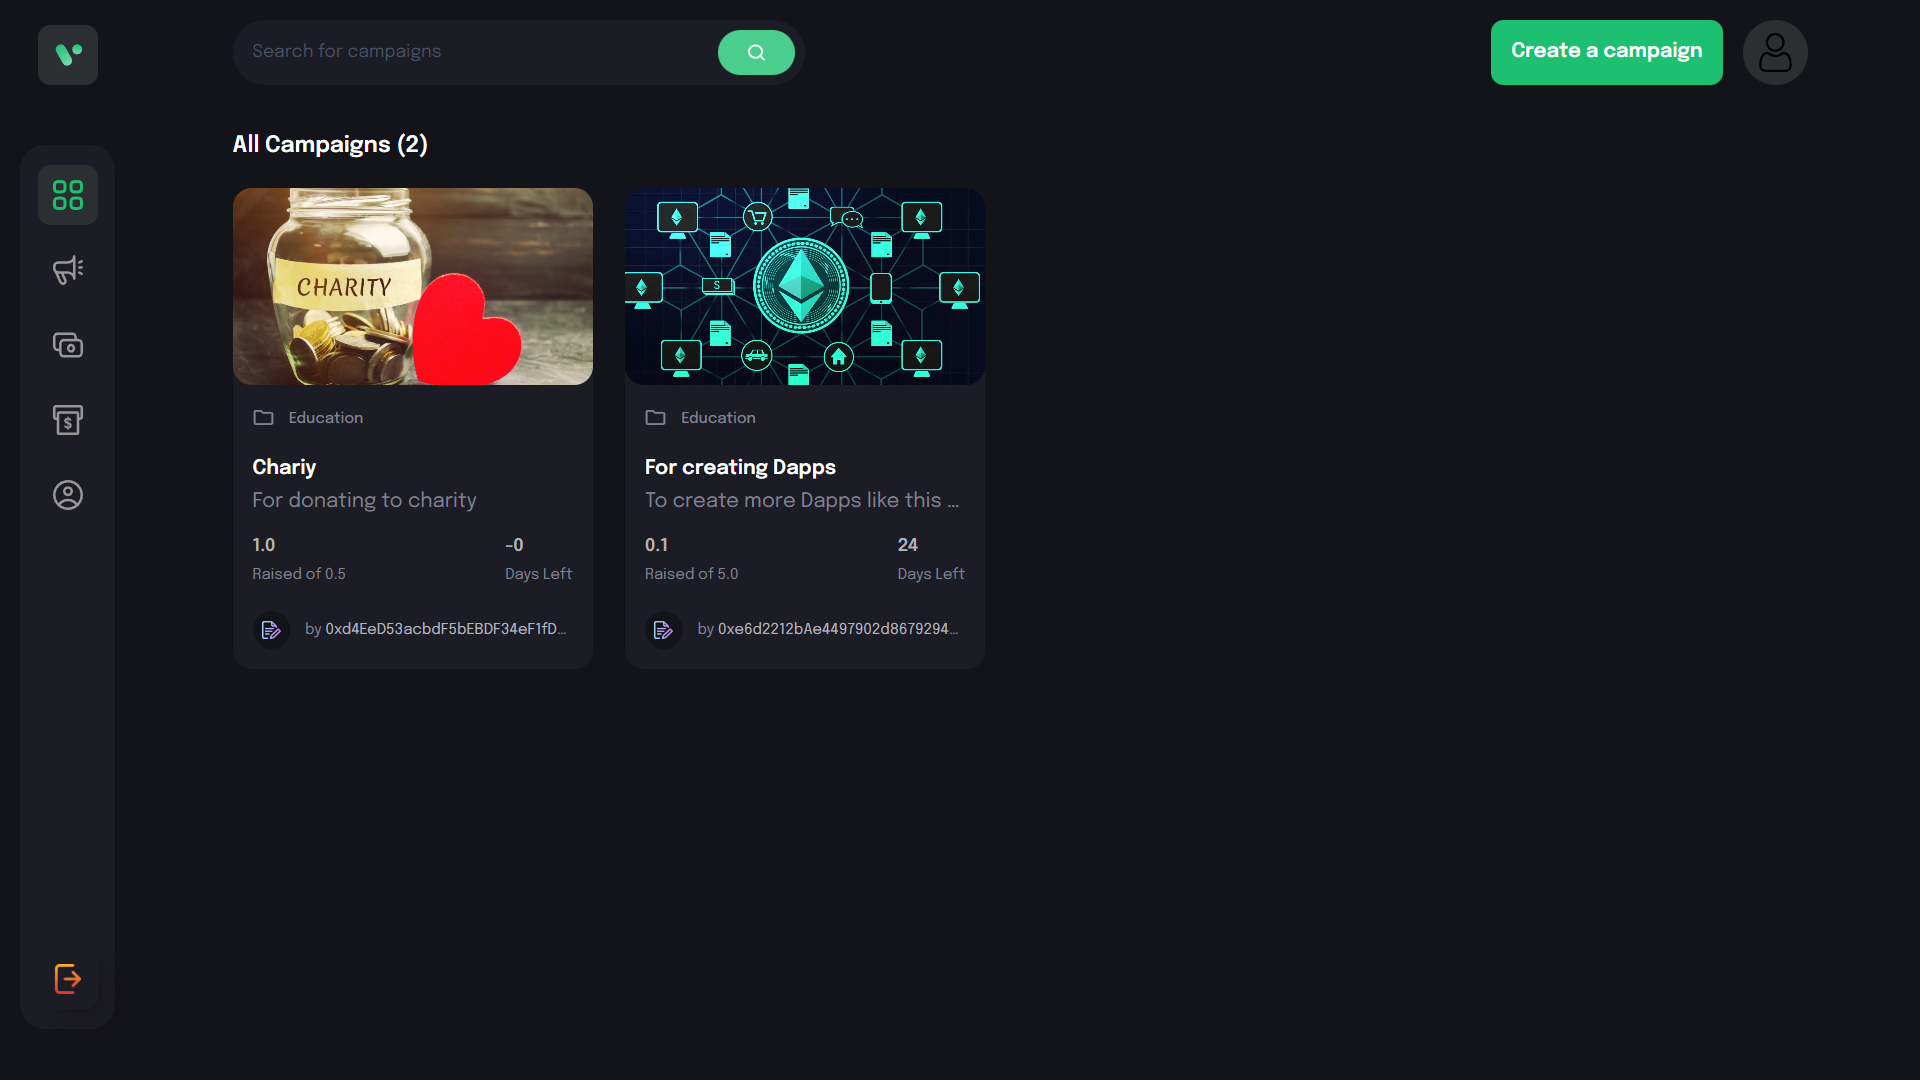 Search for campaigns
Create a campaign
All Campaigns (2)
CHARITY
$
Education
Chariy
For donating to charity
1.0
Raised of 0.5
-0
Days Left
by 0xd4EeD53acbdF5bEBDF34eF1fD...
Education
For creating Dapps
To create more Dapps like this ...
0.1
Raised of 5.0
24
Days Left
by 0xe6d2212bAe4497902d8679294...
$